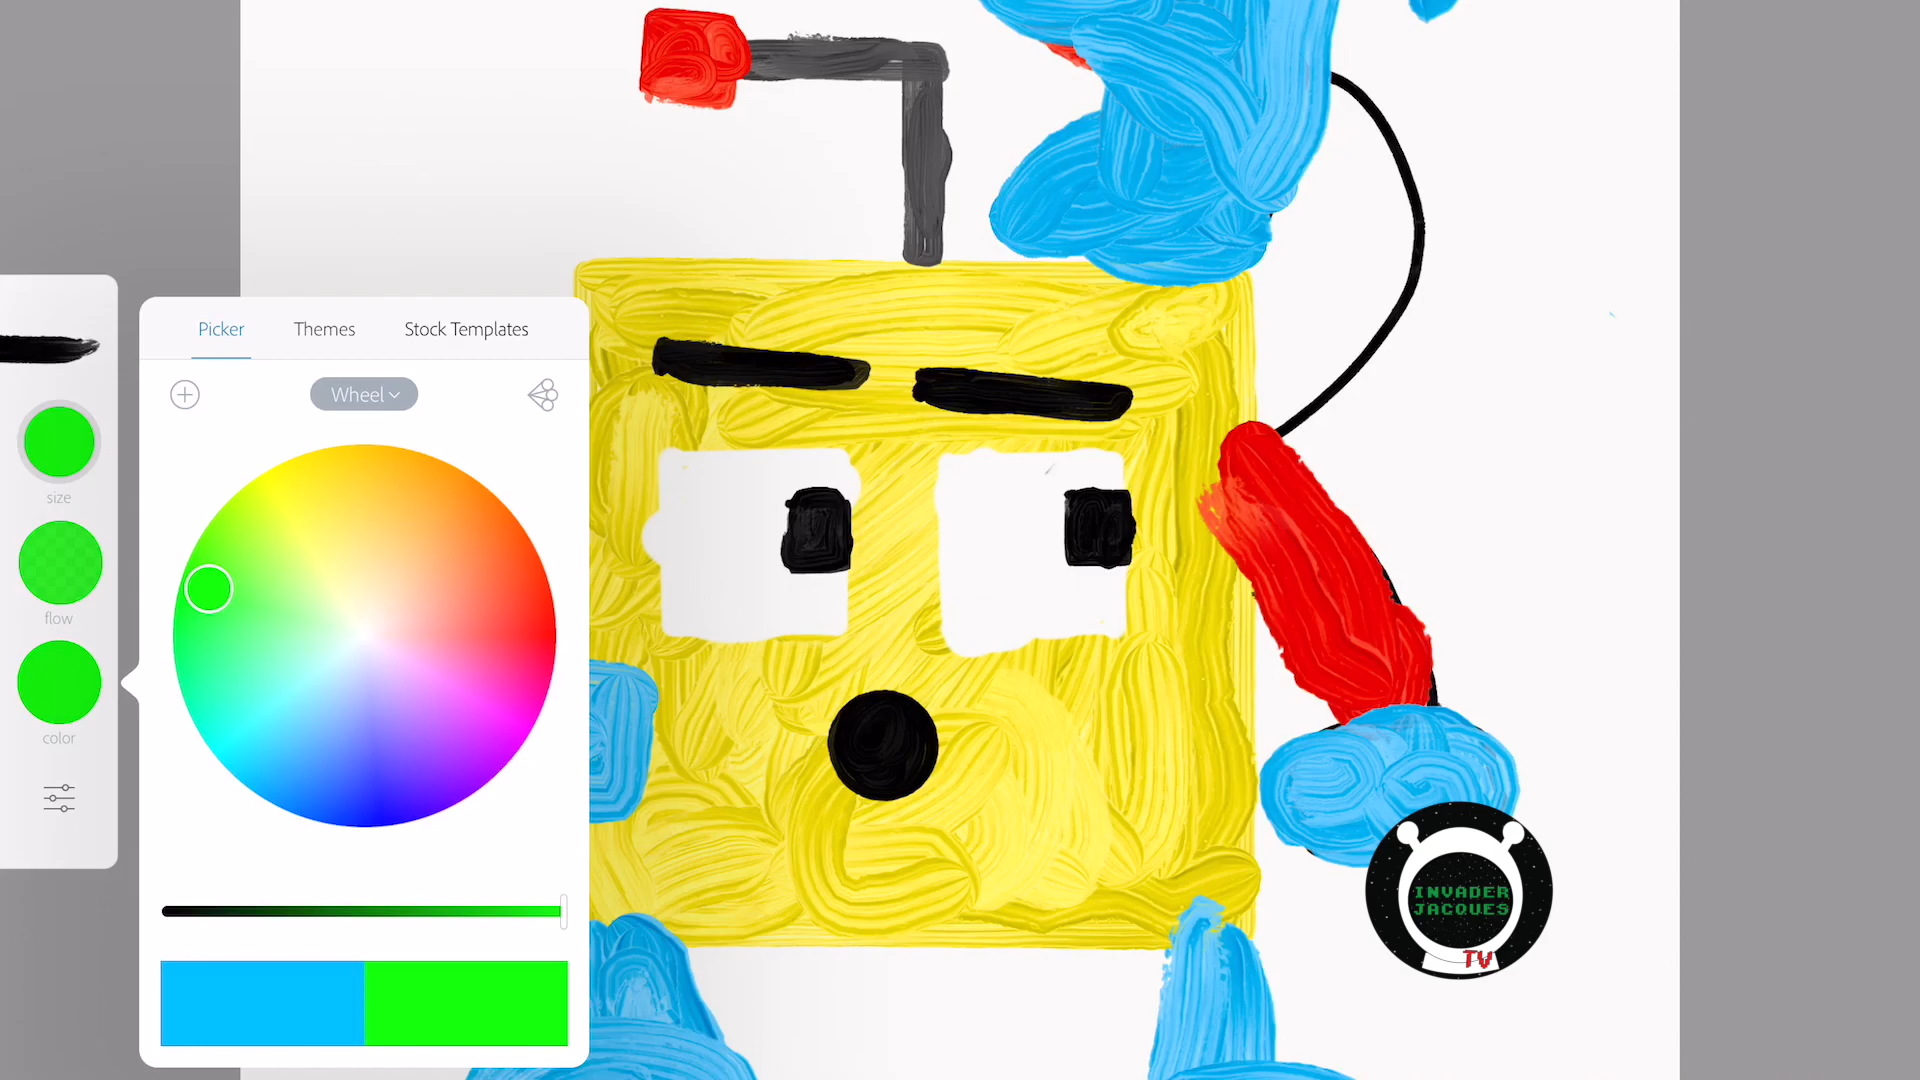 Picker Themes Stock Templates
Wheel
size
flow
color
INVADER
JACQUES
TV